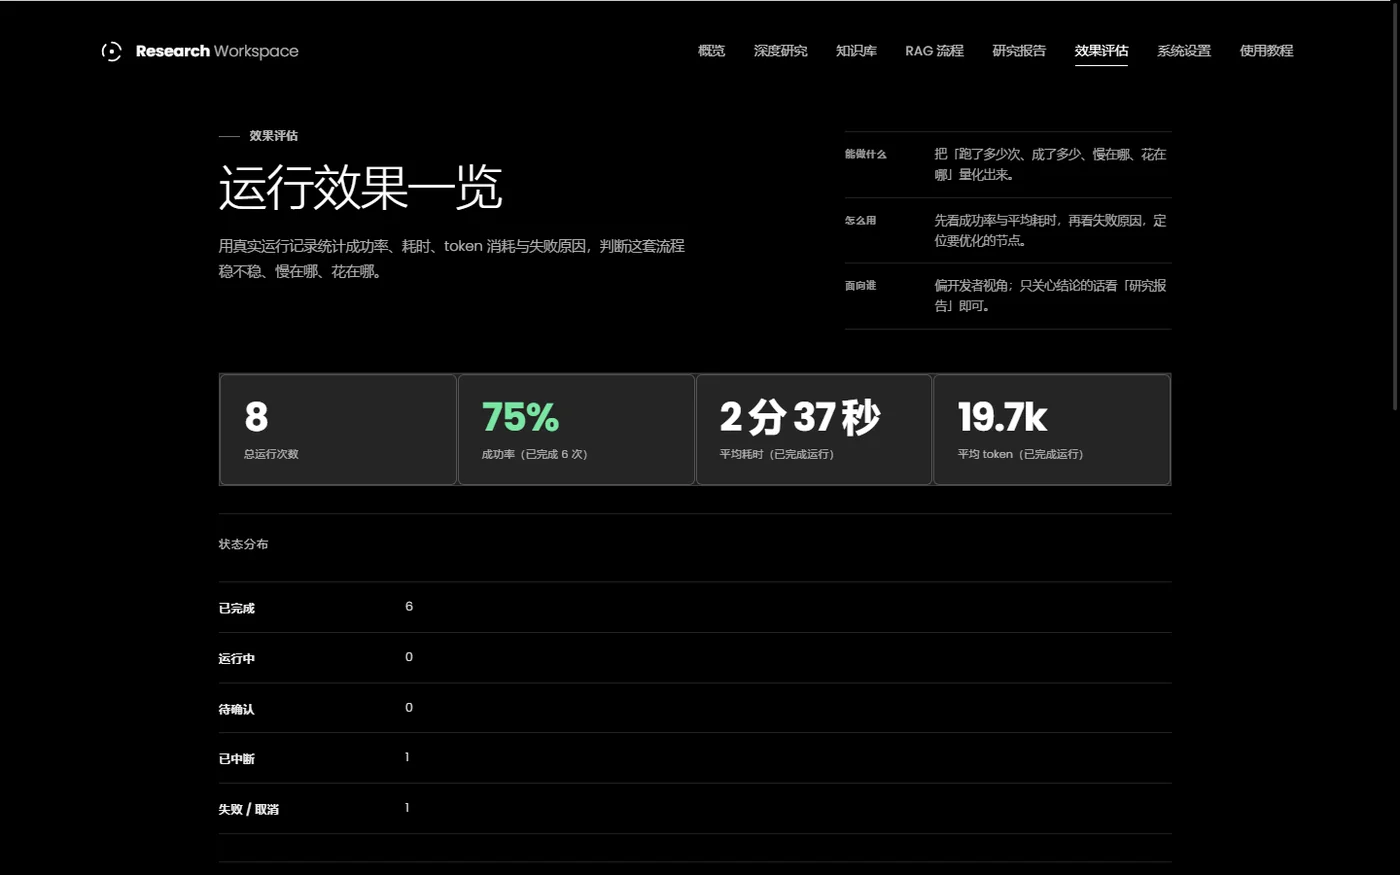 Research Workspace
概览
深度研究
知识库
RAG 流程
研究报告
效果评估
系统设置
使用教程
效果评估
运行效果一览
用真实运行记录统计成功率、耗时、token 消耗与失败原因，判断这套流程
稳不稳、慢在哪、花在哪。
能做什么
把「跑了多少次、成了多少、慢在哪、花在
哪」量化出来。
怎么用
先看成功率与平均耗时，再看失败原因，定
位要优化的节点。
面向谁
偏开发者视角；只关心结论的话看「研究报
告」即可。
8
总运行次数
75%
成功率（已完成 6 次）
2 分 37 秒
平均耗时（已完成运行）
19.7k
平均 token（已完成运行）
状态分布
已完成 6
运行中 0
待确认 0
已中断 1
失败 / 取消 1